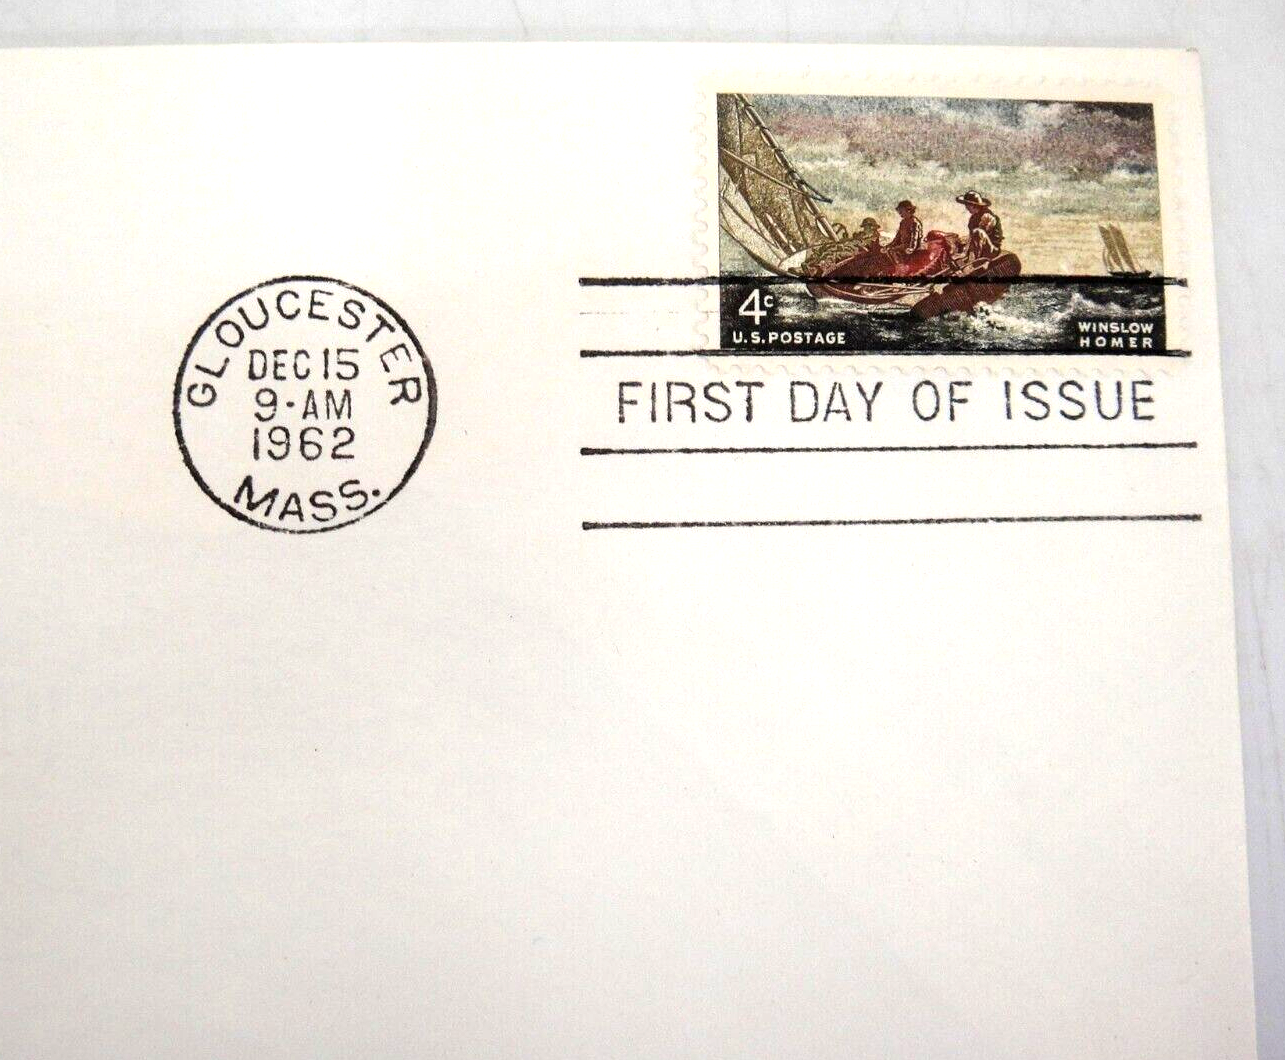 4c
U.S. POSTAGE
WINSLOW
HOMER
GLOUCESTER
DEC 15
9-AM
1962
MASS.
FIRST DAY OF ISSUE